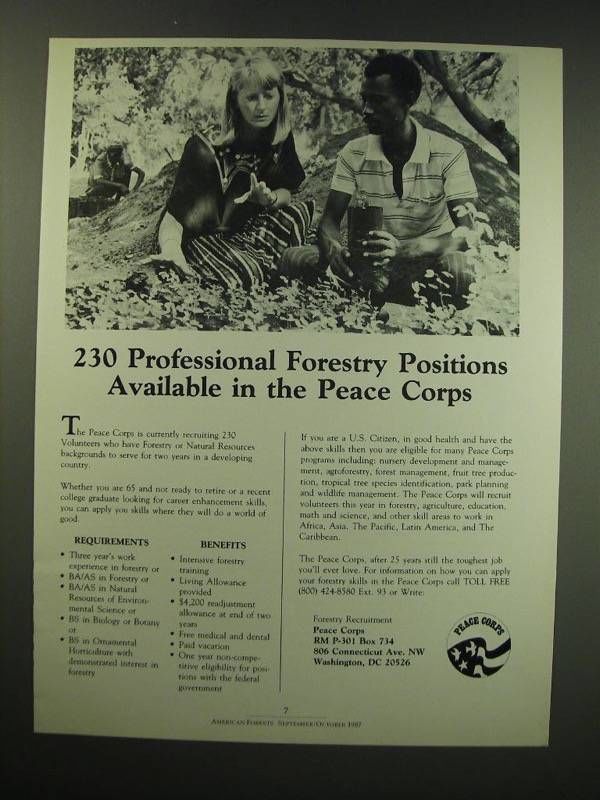 230 Professional Forestry Positions
Available in the Peace Corps
The Peace Corps is currently recruiting 230
Volunteers who have Forestry or Natural Resources
backgrounds to serve for two years in a developing
country.
Whether you are 65 and not ready to retire or a recent
college graduate looking for career enhancement skills,
you can apply you skills where they will do a world of
good.
REQUIREMENTS
• Three year's work
experience in forestry or
• BA/AS in Forestry or
• BA/AS in Natural
Resources of Environ-
mental Science or
• BS in Biology or Botany
or
• BS in Ornamental
Horticulture with
demonstrated interest in
forestry
BENEFITS
• Intensive forestry
training
• Living Allowance
provided
• $4,200 readjustment
allowance at end of two
years
• Free medical and dental
• Paid vacation
• One year non-compe-
titive eligibility for posi-
tions with the federal
government
If you are a U.S. Citizen, in good health and have the
above skills then you are eligible for many Peace Corps
programs including: nursery development and manage-
ment, agroforestry, forest management, fruit tree produc-
tion, tropical tree species identification, park planning
and wildlife management. The Peace Corps will recruit
volunteers this year in forestry, agriculture, education,
math and science, and other skill areas to work in
Africa, Asia, The Pacific, Latin America, and The
Caribbean.
The Peace Corps, after 25 years still the toughest job
you'll ever love. For information on how you can apply
your forestry skills in the Peace Corps call TOLL FREE
(800) 424-8580 Ext. 93 or Write:
Forestry Recruitment
Peace Corps
RM P-301 Box 734
806 Connecticut Ave. NW
Washington, DC 20526
PEACE CORPS
7
AMERICAN FORESTS SEPTEMBER/OCTOBER 1987